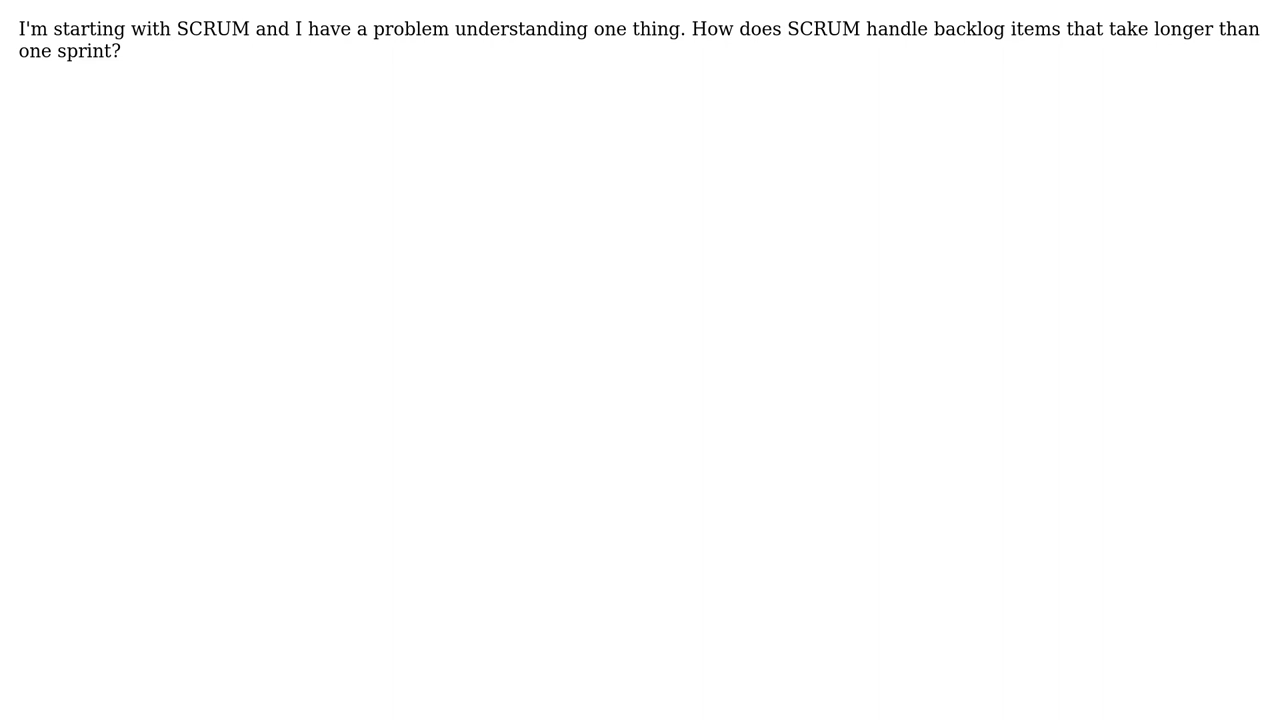 I'm starting with SCRUM and I have a problem understanding one thing. How does SCRUM handle backlog items that take longer than
one sprint?